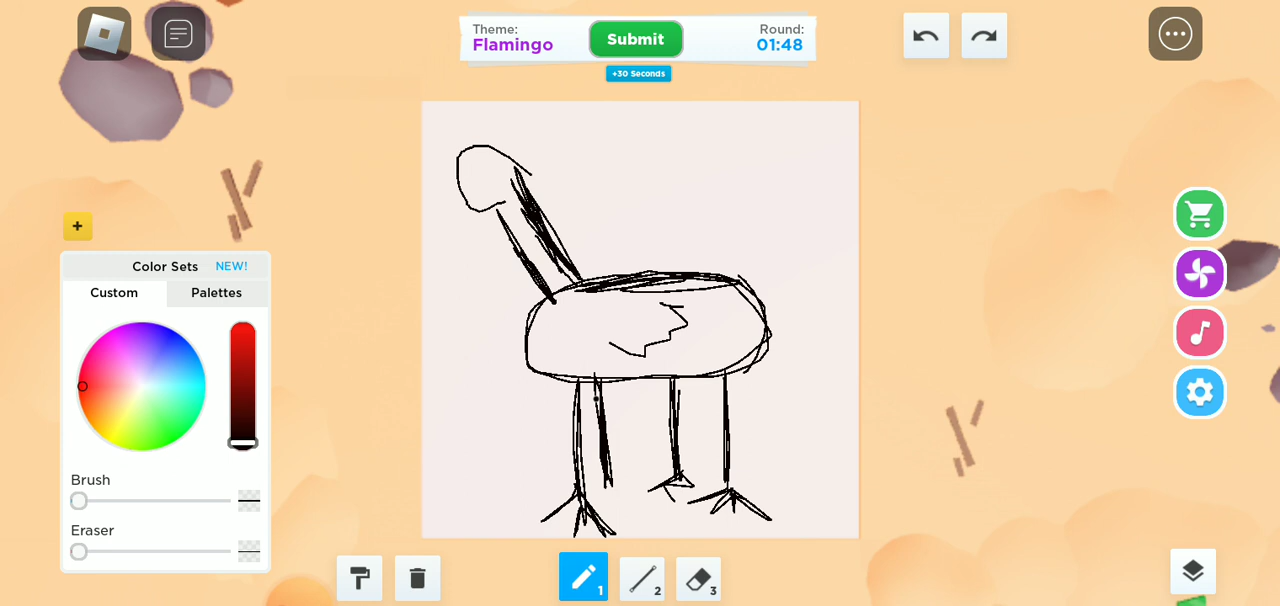 Theme:
Flamingo
Submit
Round:
01:48
+30 Seconds
+
Color Sets NEW!
Custom Palettes
Brush
Eraser
1
2
3